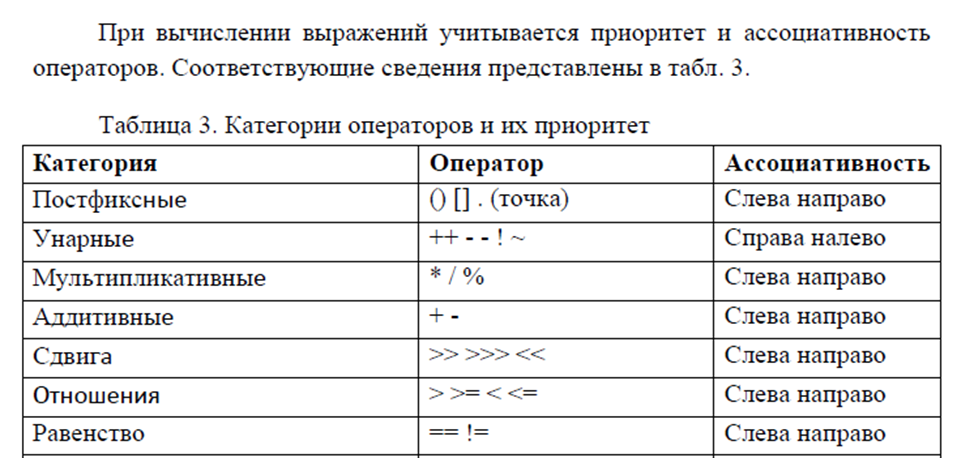 При вычислении выражений учитывается приоритет и ассоциативность
операторов. Соответствующие сведения представлены в табл. 3.
Таблица 3. Категории операторов и их приоритет
Категория Оператор Ассоциативность
Постфиксные () [] . (точка) Слева направо
Унарные ++ - - ! ~ Справа налево
Мультипликативные * / % Слева направо
Аддитивные + - Слева направо
Сдвига >> >>> << Слева направо
Отношения > >= < <= Слева направо
Равенство == != Слева направо